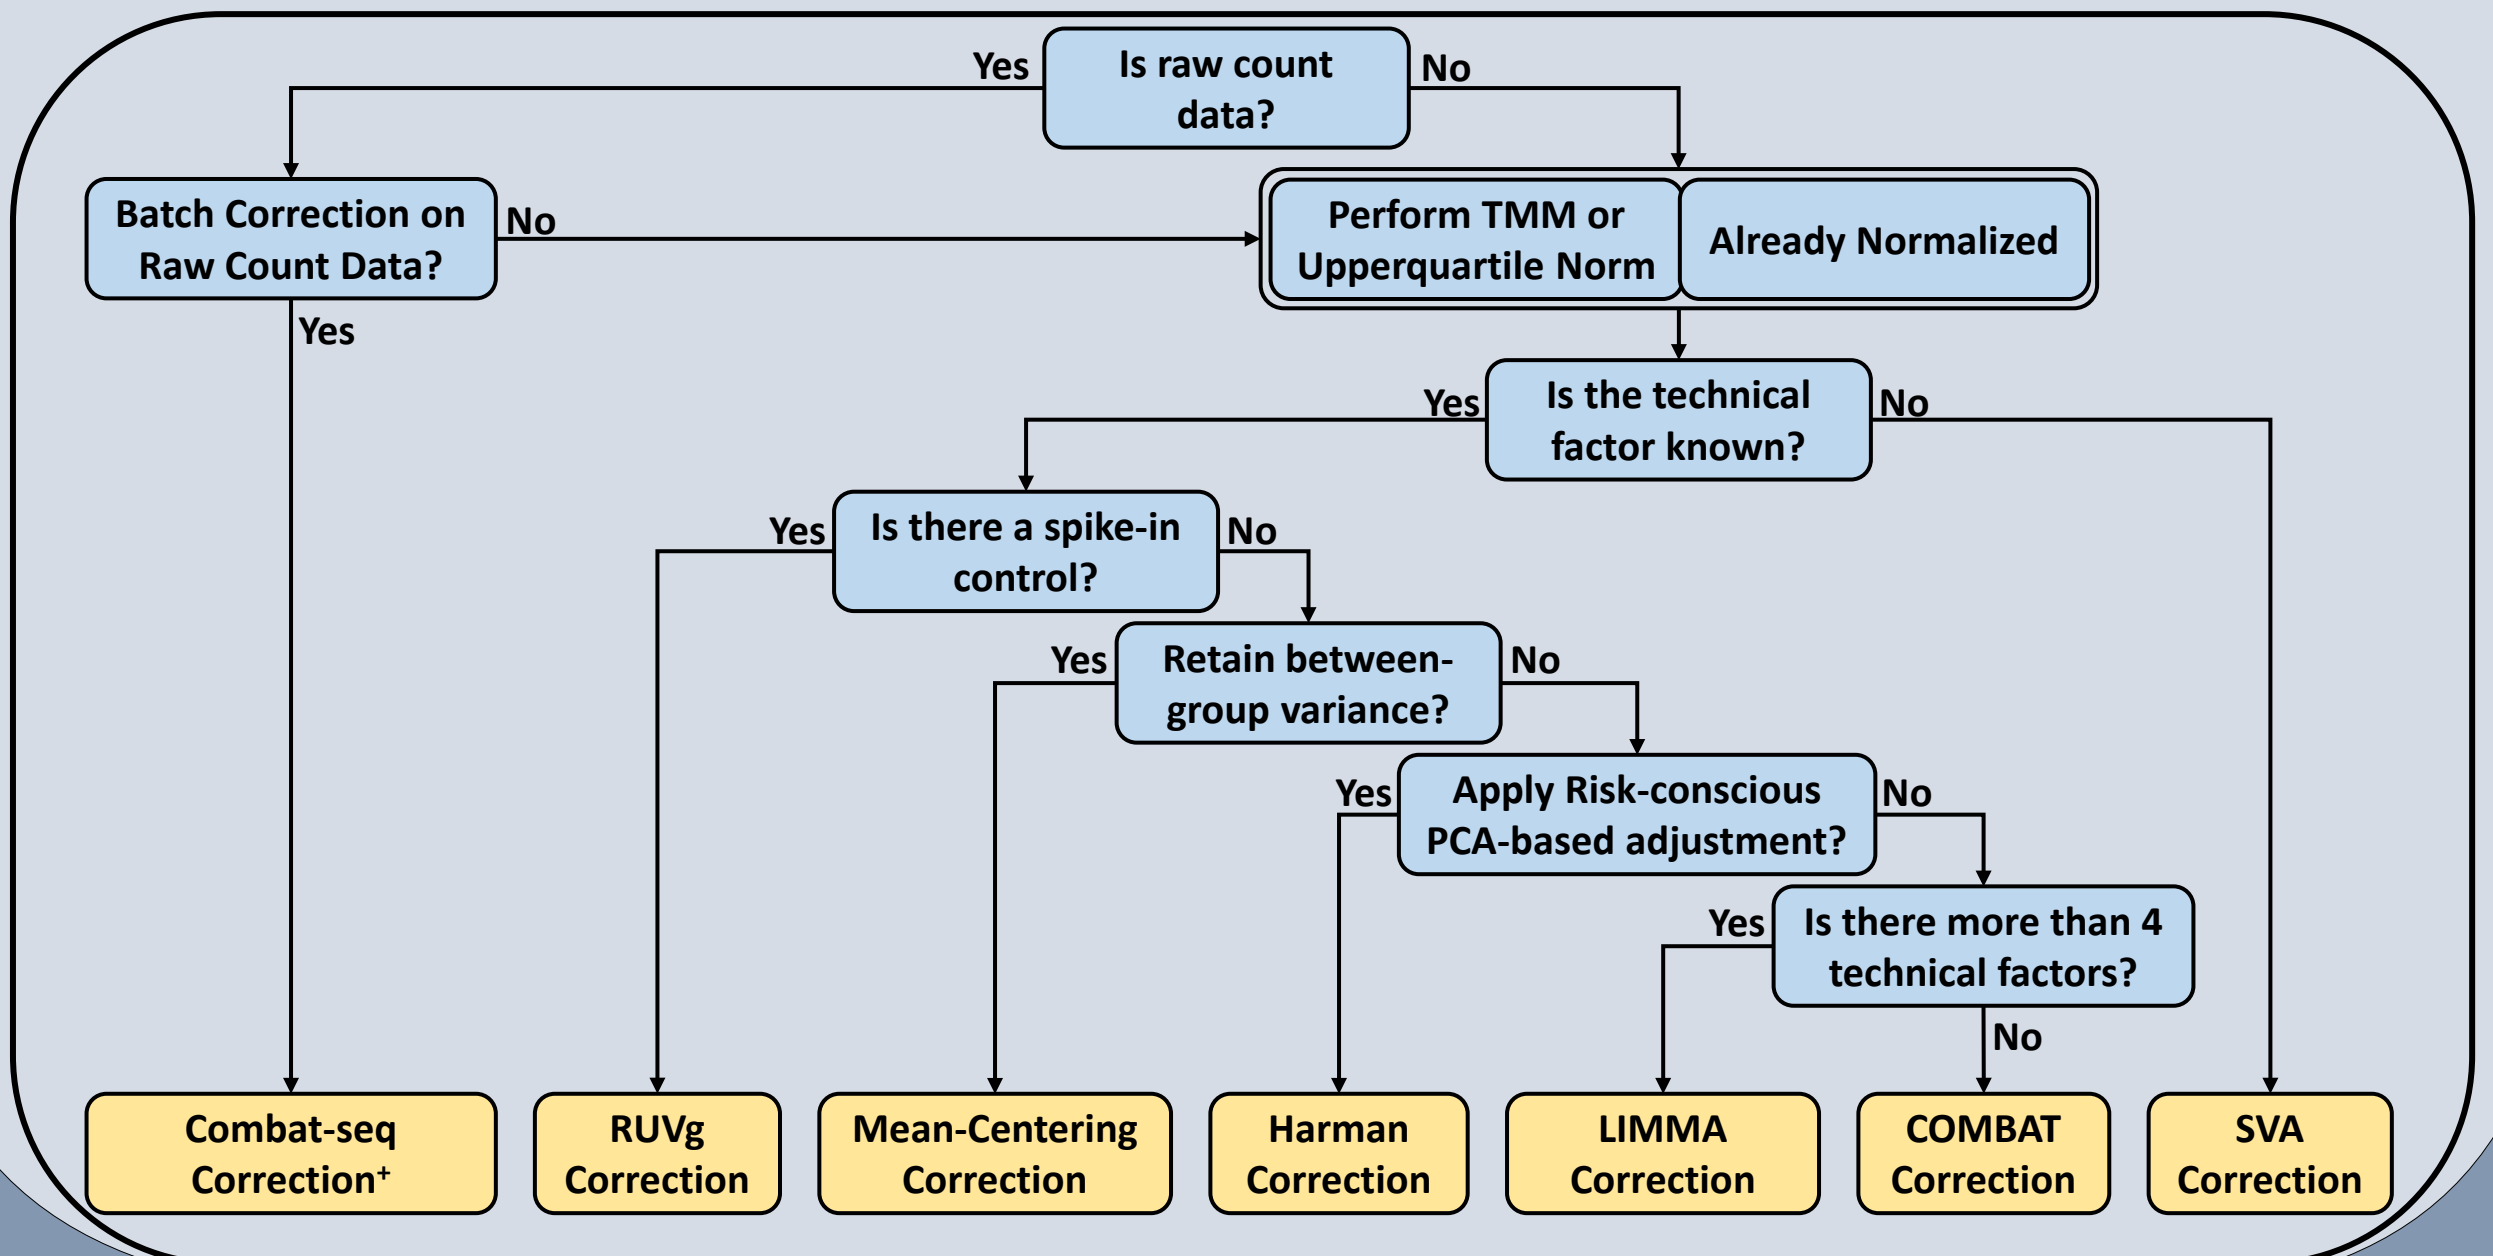 Yes
Is raw count
data?
No
Batch Correction on
Raw Count Data?
No
Yes
Perform TMM or
Upperquartile Norm
Already Normalized
Yes
Is the technical
factor known?
No
Yes
Is there a spike-in
control?
No
Yes
Retain between-
group variance?
No
Yes
Apply Risk-conscious
PCA-based adjustment?
No
Yes
Is there more than 4
technical factors?
No
Combat-seq
Correction⁺
RUVg
Correction
Mean-Centering
Correction
Harman
Correction
LIMMA
Correction
COMBAT
Correction
SVA
Correction